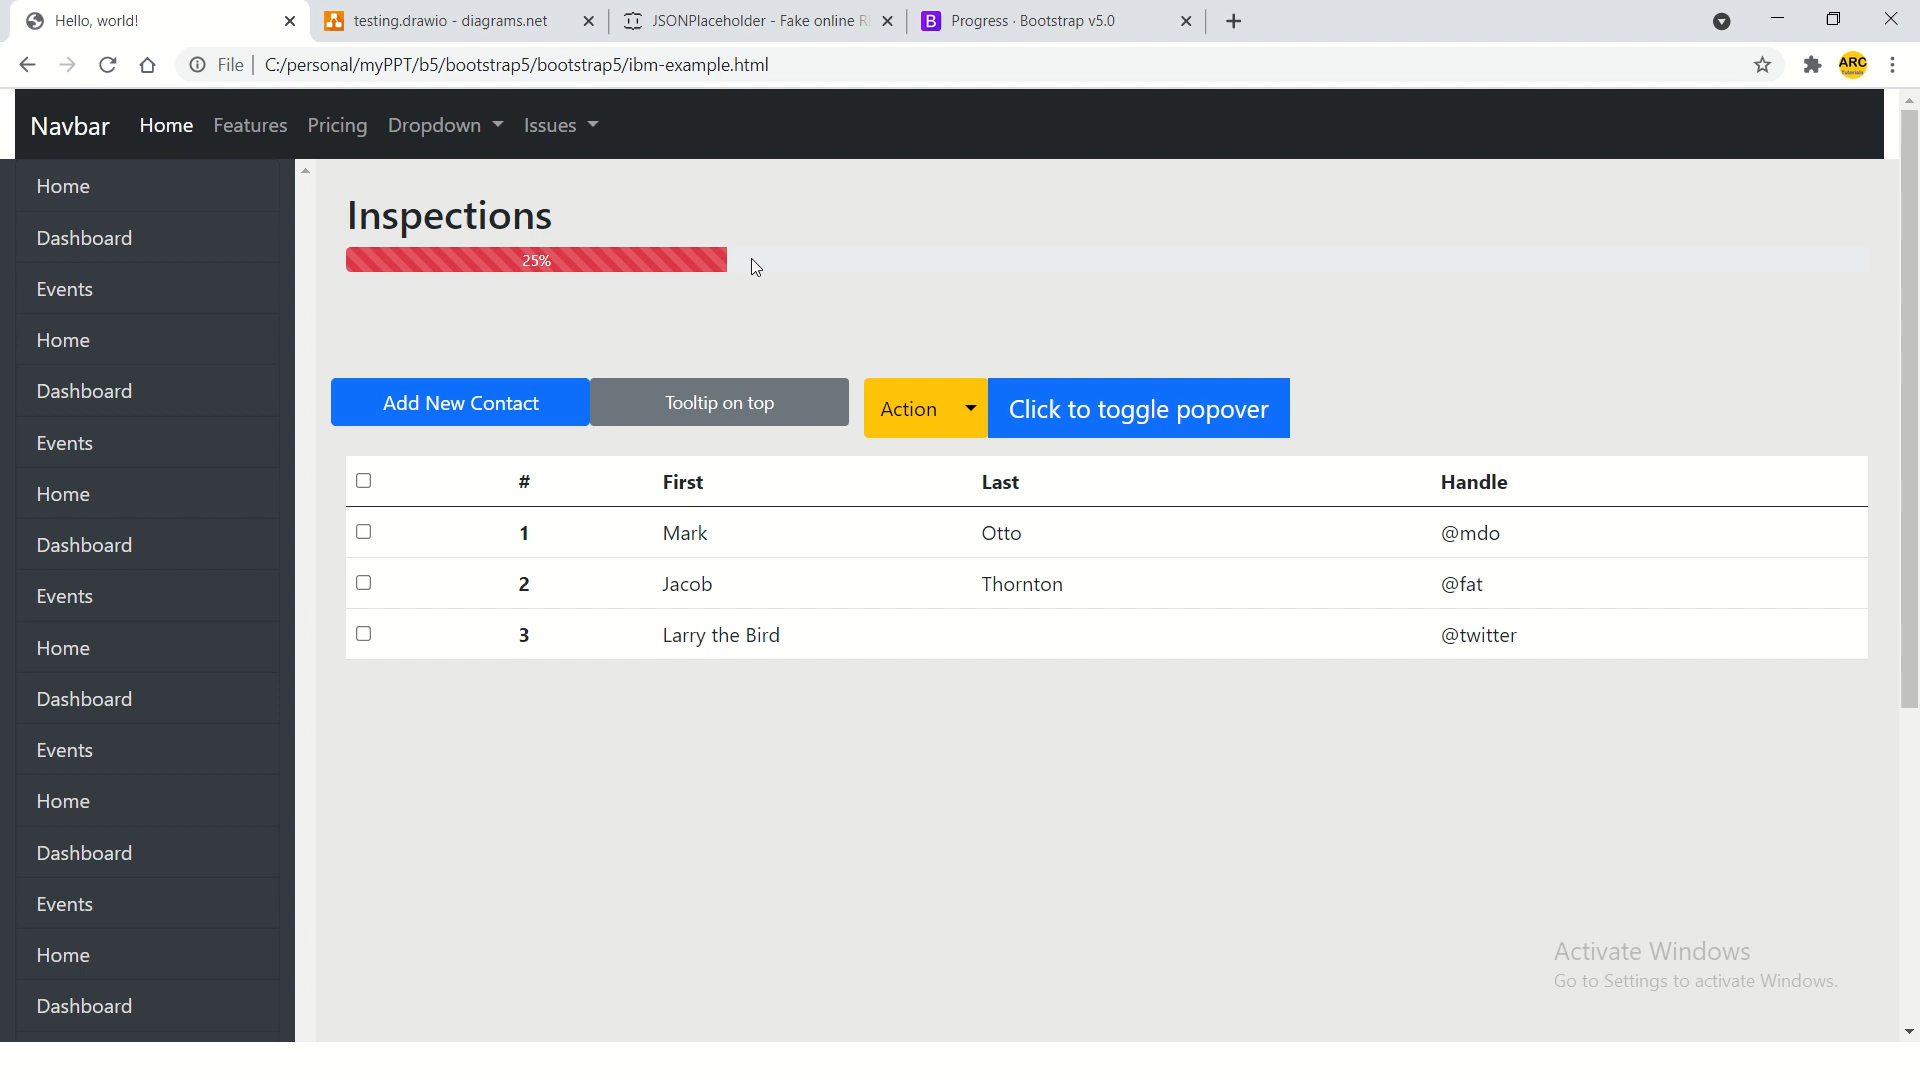 Hello, world!
testing.drawio - diagrams.net
JSONPlaceholder - Fake online R
Progress · Bootstrap v5.0
File
C:/personal/myPPT/b5/bootstrap5/bootstrap5/ibm-example.html
ARC
Tutorials
Navbar Home Features Pricing Dropdown Issues
Home
Dashboard
Events
Home
Dashboard
Events
Home
Dashboard
Events
Home
Dashboard
Events
Home
Dashboard
Events
Home
Dashboard
Inspections
25%
Add New Contact
Tooltip on top
Action
Click to toggle popover
# First Last Handle
1 Mark Otto @mdo
2 Jacob Thornton @fat
3 Larry the Bird @twitter
Activate Windows
Go to Settings to activate Windows.